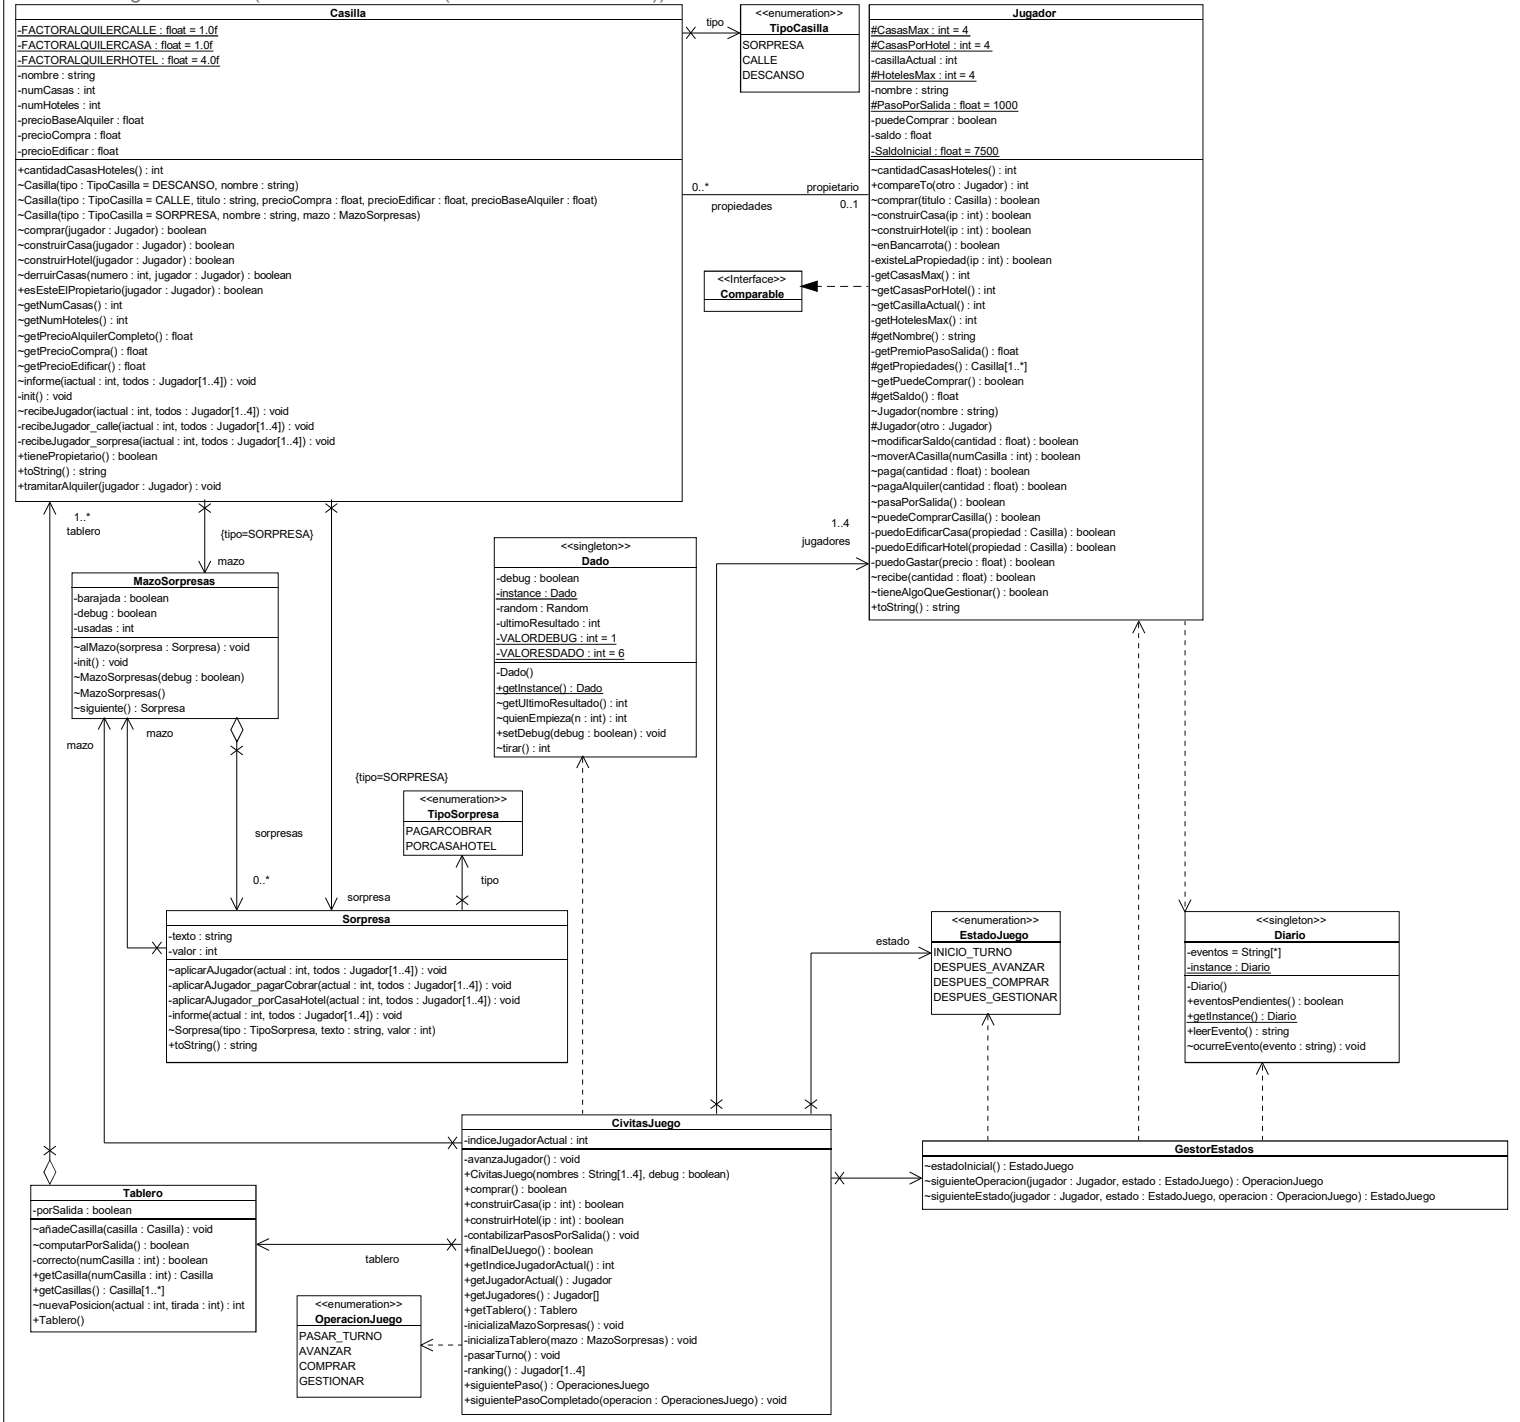 Casilla
-FACTORALQUILERCALLE : float = 1.0f
-FACTORALQUILERCASA : float = 1.0f
-FACTORALQUILERHOTEL : float = 4.0f
-nombre : string
-numCasas : int
-numHoteles : int
-precioBaseAlquiler : float
-precioCompra : float
-precioEdificar : float
+cantidadCasasHoteles() : int
~Casilla(tipo : TipoCasilla = DESCANSO, nombre : string)
~Casilla(tipo : TipoCasilla = CALLE, titulo : string, precioCompra : float, precioEdificar : float, precioBaseAlquiler : float)
~Casilla(tipo : TipoCasilla = SORPRESA, nombre : string, mazo : MazoSorpresas)
~comprar(jugador : Jugador) : boolean
~construirCasa(jugador : Jugador) : boolean
~construirHotel(jugador : Jugador) : boolean
~derruirCasas(numero : int, jugador : Jugador) : boolean
+esEsteElPropietario(jugador : Jugador) : boolean
~getNumCasas() : int
~getNumHoteles() : int
~getPrecioAlquilerCompleto() : float
~getPrecioCompra() : float
~getPrecioEdificar() : float
~informe(iactual : int, todos : Jugador[1..4]) : void
-init() : void
~recibeJugador(iactual : int, todos : Jugador[1..4]) : void
-recibeJugador_calle(iactual : int, todos : Jugador[1..4]) : void
-recibeJugador_sorpresa(iactual : int, todos : Jugador[1..4]) : void
+tienePropietario() : boolean
+toString() : string
+tramitarAlquiler(jugador : Jugador) : void
tipo
<<enumeration>>
TipoCasilla
SORPRESA
CALLE
DESCANSO
0..*
propietario
propiedades
0..1
<<Interface>>
Comparable
Jugador
#CasasMax : int = 4
#CasasPorHotel : int = 4
-casillaActual : int
#HotelesMax : int = 4
-nombre : string
#PasoPorSalida : float = 1000
-puedeComprar : boolean
-saldo : float
-SaldoInicial : float = 7500
~cantidadCasasHoteles() : int
+compareTo(otro : Jugador) : int
~comprar(titulo : Casilla) : boolean
~construirCasa(ip : int) : boolean
~construirHotel(ip : int) : boolean
~enBancarrota() : boolean
-existeLaPropiedad(ip : int) : boolean
-getCasasMax() : int
~getCasasPorHotel() : int
~getCasillaActual() : int
-getHotelesMax() : int
#getNombre() : string
-getPremioPasoSalida() : float
#getPropiedades() : Casilla[1..*]
~getPuedeComprar() : boolean
#getSaldo() : float
~Jugador(nombre : string)
#Jugador(otro : Jugador)
~modificarSaldo(cantidad : float) : boolean
~moverACasilla(numCasilla : int) : boolean
~paga(cantidad : float) : boolean
~pagaAlquiler(cantidad : float) : boolean
~pasaPorSalida() : boolean
~puedeComprarCasilla() : boolean
-puedoEdificarCasa(propiedad : Casilla) : boolean
-puedoEdificarHotel(propiedad : Casilla) : boolean
-puedoGastar(precio : float) : boolean
~recibe(cantidad : float) : boolean
~tieneAlgoQueGestionar() : boolean
+toString() : string
1..*
tablero
{tipo=SORPRESA}
mazo
1..4
jugadores
MazoSorpresas
-barajada : boolean
-debug : boolean
-usadas : int
~alMazo(sorpresa : Sorpresa) : void
-init() : void
~MazoSorpresas(debug : boolean)
~MazoSorpresas()
~siguiente() : Sorpresa
<<singleton>>
Dado
-debug : boolean
-instance : Dado
-random : Random
-ultimoResultado : int
-VALORDEBUG : int = 1
-VALORESDADO : int = 6
-Dado()
+getInstance() : Dado
~getUltimoResultado() : int
~quienEmpieza(n : int) : int
+setDebug(debug : boolean) : void
~tirar() : int
mazo
mazo
{tipo=SORPRESA}
<<enumeration>>
TipoSorpresa
PAGARCOBRAR
PORCASAHOTEL
sorpresas
0..*
tipo
sorpresa
Sorpresa
-texto : string
-valor : int
~aplicarAJugador(actual : int, todos : Jugador[1..4]) : void
-aplicarAJugador_pagarCobrar(actual : int, todos : Jugador[1..4]) : void
-aplicarAJugador_porCasaHotel(actual : int, todos : Jugador[1..4]) : void
-informe(actual : int, todos : Jugador[1..4]) : void
~Sorpresa(tipo : TipoSorpresa, texto : string, valor : int)
+toString() : string
estado
<<enumeration>>
EstadoJuego
INICIO_TURNO
DESPUES_AVANZAR
DESPUES_COMPRAR
DESPUES_GESTIONAR
<<singleton>>
Diario
-eventos = String[*]
-instance : Diario
-Diario()
+eventosPendientes() : boolean
+getInstance() : Diario
+leerEvento() : string
~ocurreEvento(evento : string) : void
CivitasJuego
-indiceJugadorActual : int
-avanzaJugador() : void
+CivitasJuego(nombres : String[1..4], debug : boolean)
+comprar() : boolean
+construirCasa(ip : int) : boolean
+construirHotel(ip : int) : boolean
-contabilizarPasosPorSalida() : void
+finalDelJuego() : boolean
+getIndiceJugadorActual() : int
+getJugadorActual() : Jugador
+getJugadores() : Jugador[]
+getTablero() : Tablero
-inicializaMazoSorpresas() : void
-inicializaTablero(mazo : MazoSorpresas) : void
-pasarTurno() : void
-ranking() : Jugador[1..4]
+siguientePaso() : OperacionesJuego
+siguientePasoCompletado(operacion : OperacionesJuego) : void
GestorEstados
~estadoInicial() : EstadoJuego
~siguienteOperacion(jugador : Jugador, estado : EstadoJuego) : OperacionJuego
~siguienteEstado(jugador : Jugador, estado : EstadoJuego, operacion : OperacionJuego) : EstadoJuego
Tablero
-porSalida : boolean
~añadeCasilla(casilla : Casilla) : void
~computarPorSalida() : boolean
-correcto(numCasilla : int) : boolean
+getCasilla(numCasilla : int) : Casilla
+getCasillas() : Casilla[1..*]
~nuevaPosicion(actual : int, tirada : int) : int
+Tablero()
tablero
<<enumeration>>
OperacionJuego
PASAR_TURNO
AVANZAR
COMPRAR
GESTIONAR